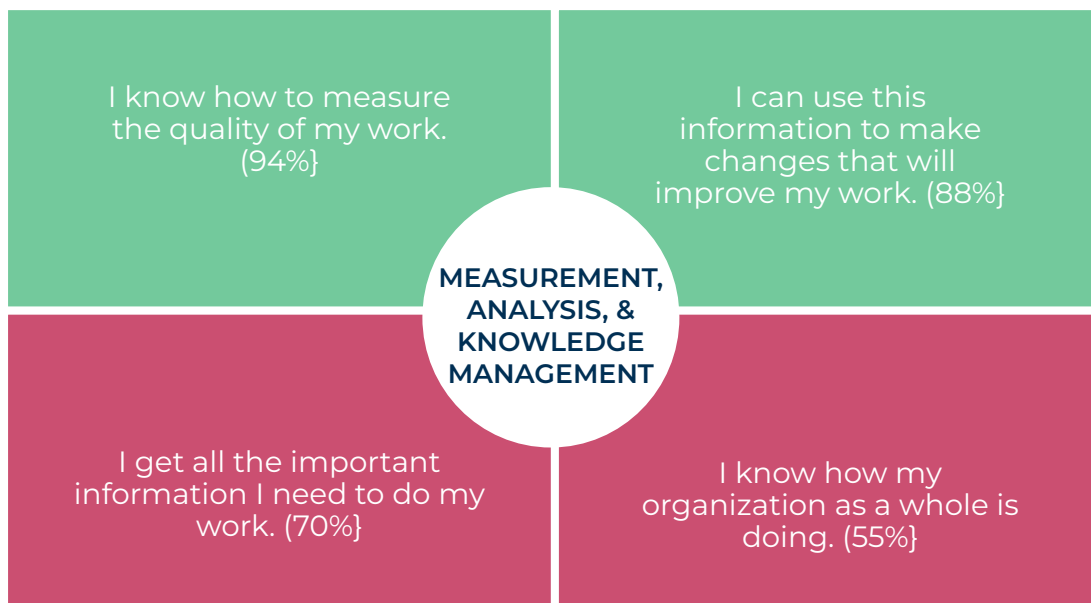 I know how to measure
the quality of my work.
(94%}
I can use this
information to make
changes that will
improve my work. (88%}
MEASUREMENT,
ANALYSIS, &
KNOWLEDGE
MANAGEMENT
I get all the important
information I need to do my
work. (70%}
I know how my
organization as a whole is
doing. (55%}